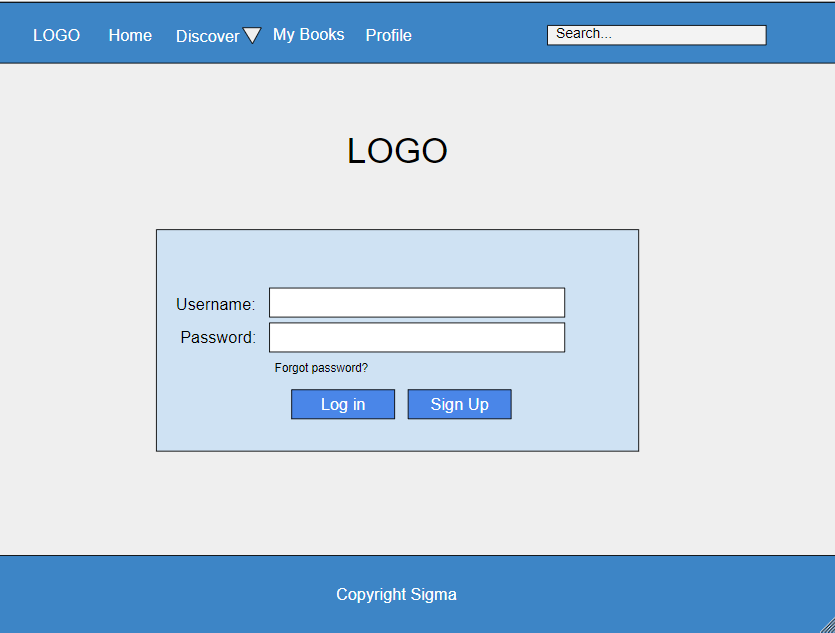 LOGO Home Discover My Books Profile Search...
LOGO
Username:
Password:
Forgot password?
Log in Sign Up
Copyright Sigma